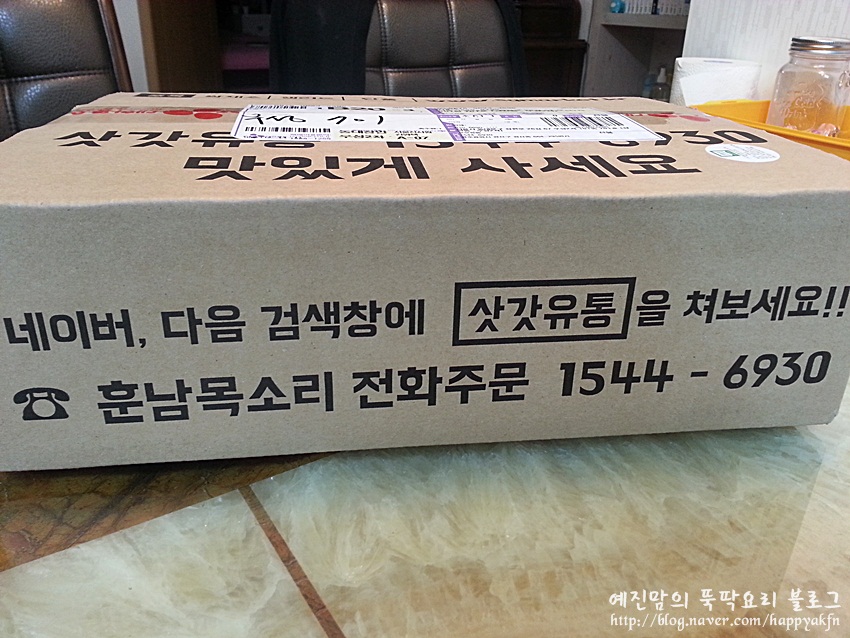 삿갓유통 1544-6930
맛있게 사세요
네이버, 다음 검색창에 삿갓유통을 쳐보세요!!
☎ 훈남목소리 전화주문 1544-6930
예진맘의 뚝딱요리 블로그
http://blog.naver.com/happyakfn